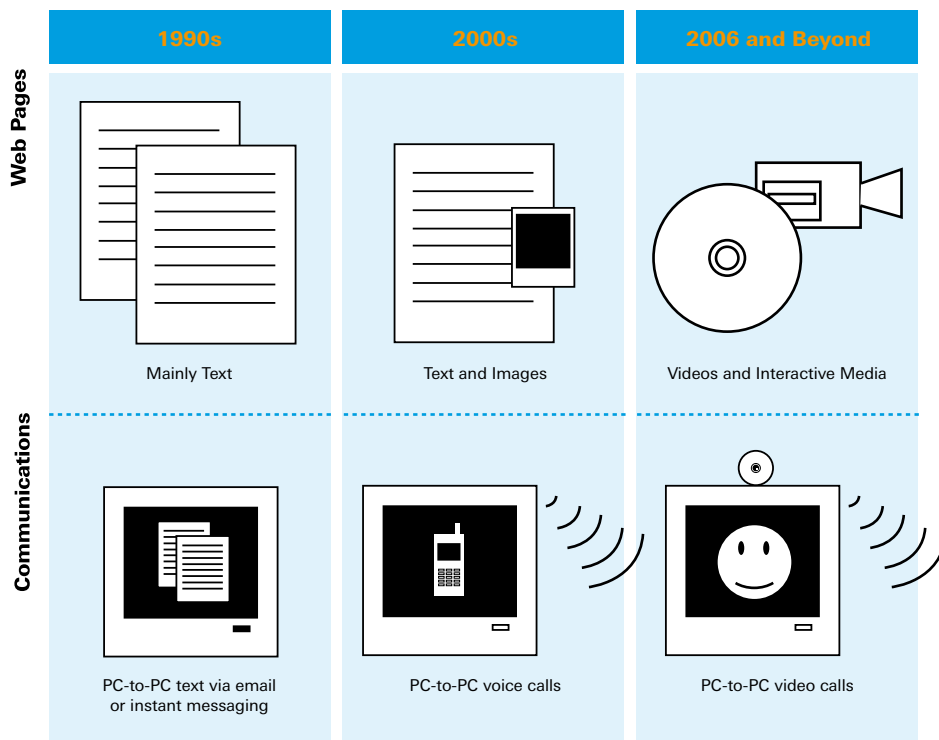 1990s
2000s
2006 and Beyond
Web Pages
Mainly Text
Text and Images
Videos and Interactive Media
Communications
PC-to-PC text via email
or instant messaging
PC-to-PC voice calls
PC-to-PC video calls